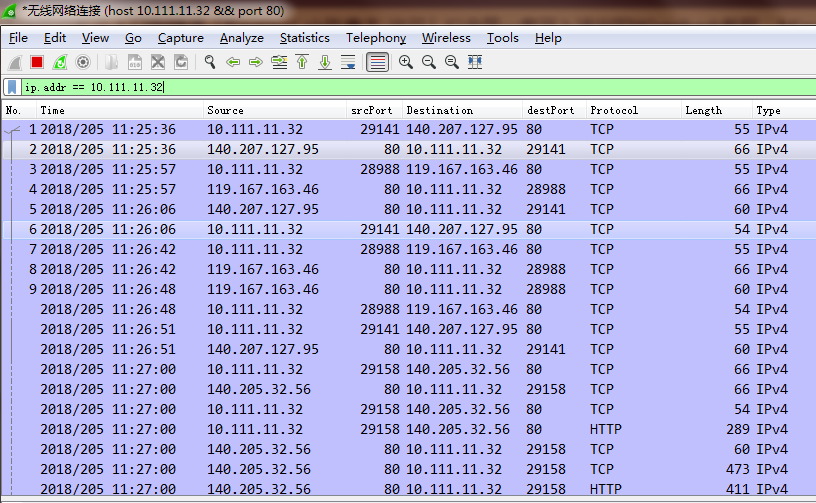 *无线网络连接 (host 10.111.11.32 && port 80)
File Edit View Go Capture Analyze Statistics Telephony Wireless Tools Help
ip.addr == 10.111.11.32
No. Time Source srcPort Destination destPort Protocol Length Type
1 2018/205 11:25:36 10.111.11.32 29141 140.207.127.95 80 TCP 55 IPv4
2 2018/205 11:25:36 140.207.127.95 80 10.111.11.32 29141 TCP 66 IPv4
3 2018/205 11:25:57 10.111.11.32 28988 119.167.163.46 80 TCP 55 IPv4
4 2018/205 11:25:57 119.167.163.46 80 10.111.11.32 28988 TCP 66 IPv4
5 2018/205 11:26:06 140.207.127.95 80 10.111.11.32 29141 TCP 60 IPv4
6 2018/205 11:26:06 10.111.11.32 29141 140.207.127.95 80 TCP 54 IPv4
7 2018/205 11:26:42 10.111.11.32 28988 119.167.163.46 80 TCP 55 IPv4
8 2018/205 11:26:42 119.167.163.46 80 10.111.11.32 28988 TCP 66 IPv4
9 2018/205 11:26:48 119.167.163.46 80 10.111.11.32 28988 TCP 60 IPv4
2018/205 11:26:48 10.111.11.32 28988 119.167.163.46 80 TCP 54 IPv4
2018/205 11:26:51 10.111.11.32 29141 140.207.127.95 80 TCP 55 IPv4
2018/205 11:26:51 140.207.127.95 80 10.111.11.32 29141 TCP 60 IPv4
2018/205 11:27:00 10.111.11.32 29158 140.205.32.56 80 TCP 66 IPv4
2018/205 11:27:00 140.205.32.56 80 10.111.11.32 29158 TCP 66 IPv4
2018/205 11:27:00 10.111.11.32 29158 140.205.32.56 80 TCP 54 IPv4
2018/205 11:27:00 10.111.11.32 29158 140.205.32.56 80 HTTP 289 IPv4
2018/205 11:27:00 140.205.32.56 80 10.111.11.32 29158 TCP 60 IPv4
2018/205 11:27:00 140.205.32.56 80 10.111.11.32 29158 TCP 473 IPv4
2018/205 11:27:00 140.205.32.56 80 10.111.11.32 29158 HTTP 411 IPv4